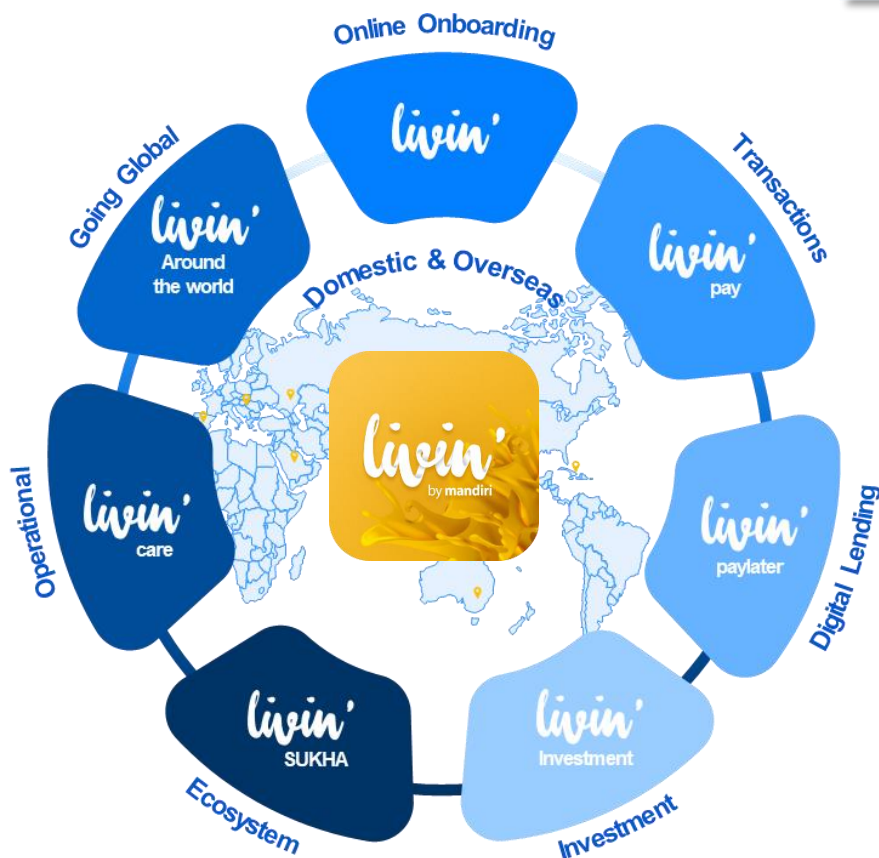 Online Onboarding
livin'
Transactions
livin'
pay
Digital Lending
livin'
paylater
Investment
livin'
Investment
Ecosystem
livin'
SUKHA
Operational
livin'
care
Going Global
livin'
Around
the world
Domestic & Overseas
livin'
by mandiri